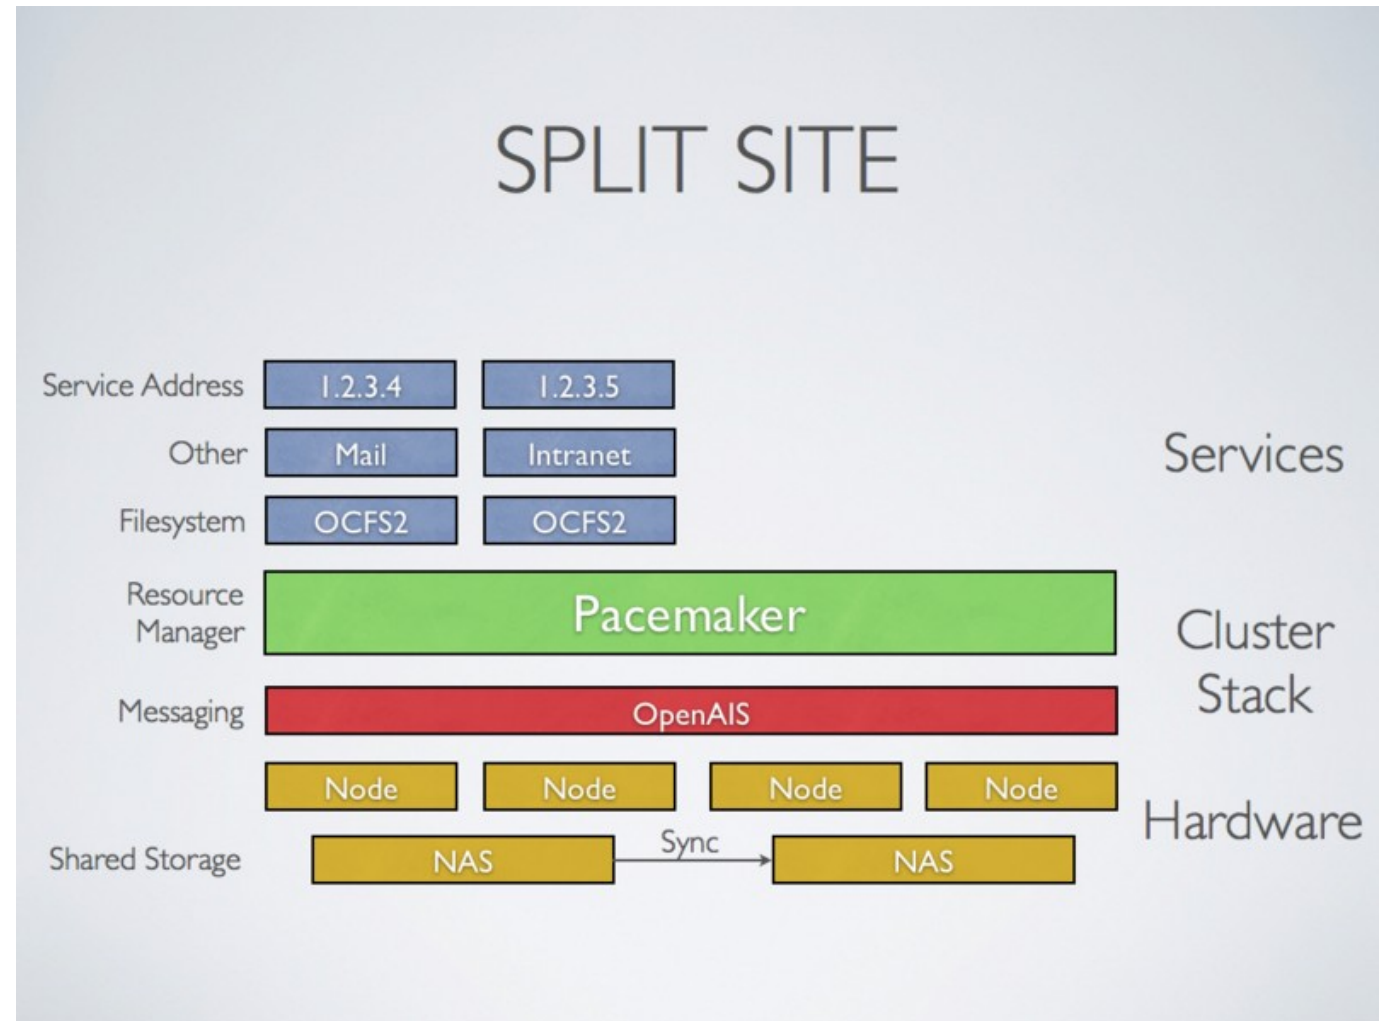 SPLIT SITE
Service Address 1.2.3.4 1.2.3.5
Other Mail Intranet
Services
Filesystem OCFS2 OCFS2
Resource
Manager
Pacemaker
Cluster
Stack
Messaging OpenAIS
Node Node Node Node
Hardware
Shared Storage NAS Sync NAS